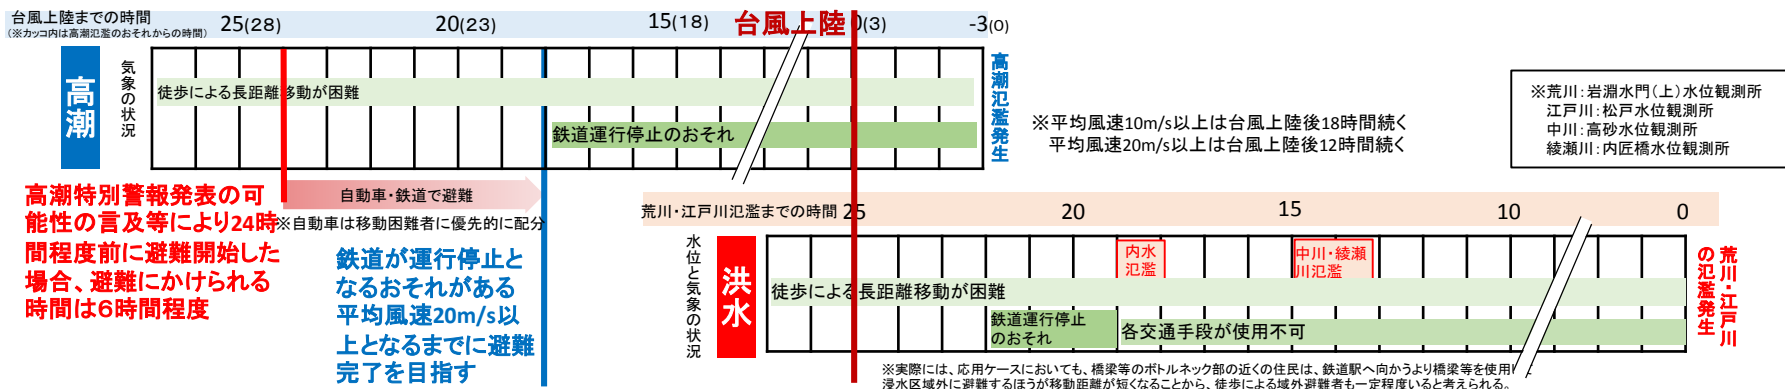 台風上陸までの時間
(※カッコ内は高潮氾濫のおそれからの時間)
25(28)
20(23)
15(18)
台風上陸
0(3)
-3(0)
高潮
気象の状況
徒歩による長距離移動が困難
鉄道運行停止のおそれ
高潮氾濫発生
※平均風速10m/s以上は台風上陸後18時間続く
平均風速20m/s以上は台風上陸後12時間続く
※荒川:岩淵水門(上)水位観測所
江戸川:松戸水位観測所
中川:高砂水位観測所
綾瀬川:内匠橋水位観測所
高潮特別警報発表の可
能性の言及等により24時
間程度前に避難開始した
場合、避難にかけられる
時間は6時間程度
自動車・鉄道で避難
※自動車は移動困難者に優先的に配分
鉄道が運行停止と
なるおそれがある
平均風速20m/s以
上となるまでに避難
完了を目指す
荒川・江戸川氾濫までの時間
25
20
15
10
0
洪水
水位と気象の状況
内水
氾濫
中川・綾瀬
川氾濫
徒歩による長距離移動が困難
鉄道運行停止
のおそれ
各交通手段が使用不可
荒川・江戸川
の氾濫発生
※実際には、応用ケースにおいても、橋梁等のボトルネック部の近くの住民は、鉄道駅へ向かうより橋梁等を使用
浸水区域外に避難するほうが移動距離が短くなることから、徒歩による域外避難者も一定程度いると考えられる。